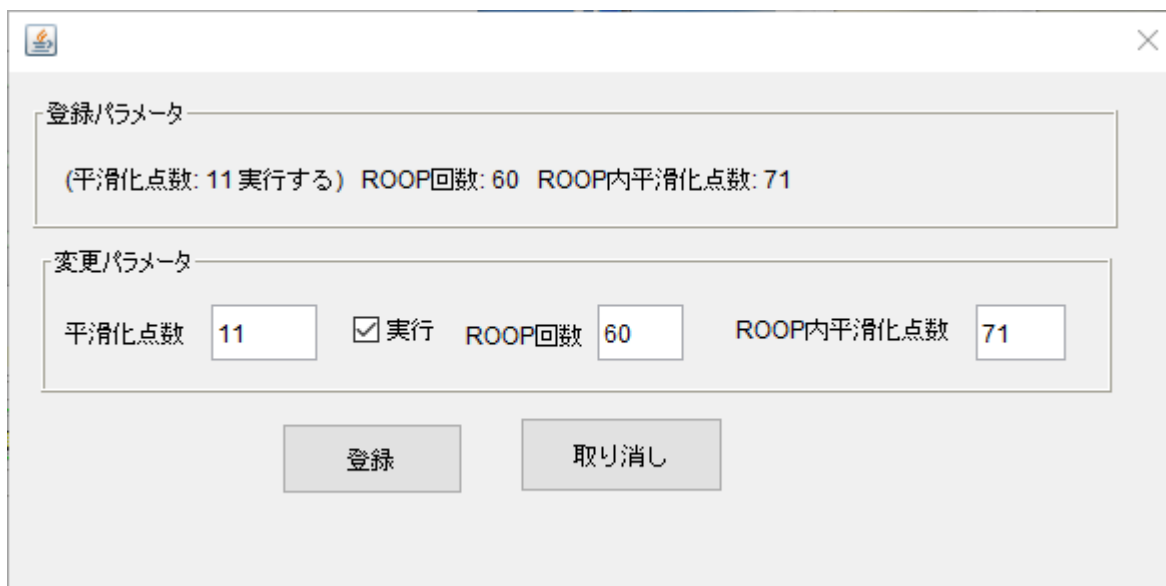 登録パラメータ
(平滑化点数: 11 実行する) ROOP回数: 60 ROOP内平滑化点数: 71
変更パラメータ
平滑化点数 11 実行 ROOP回数 60 ROOP内平滑化点数 71
登録 取り消し